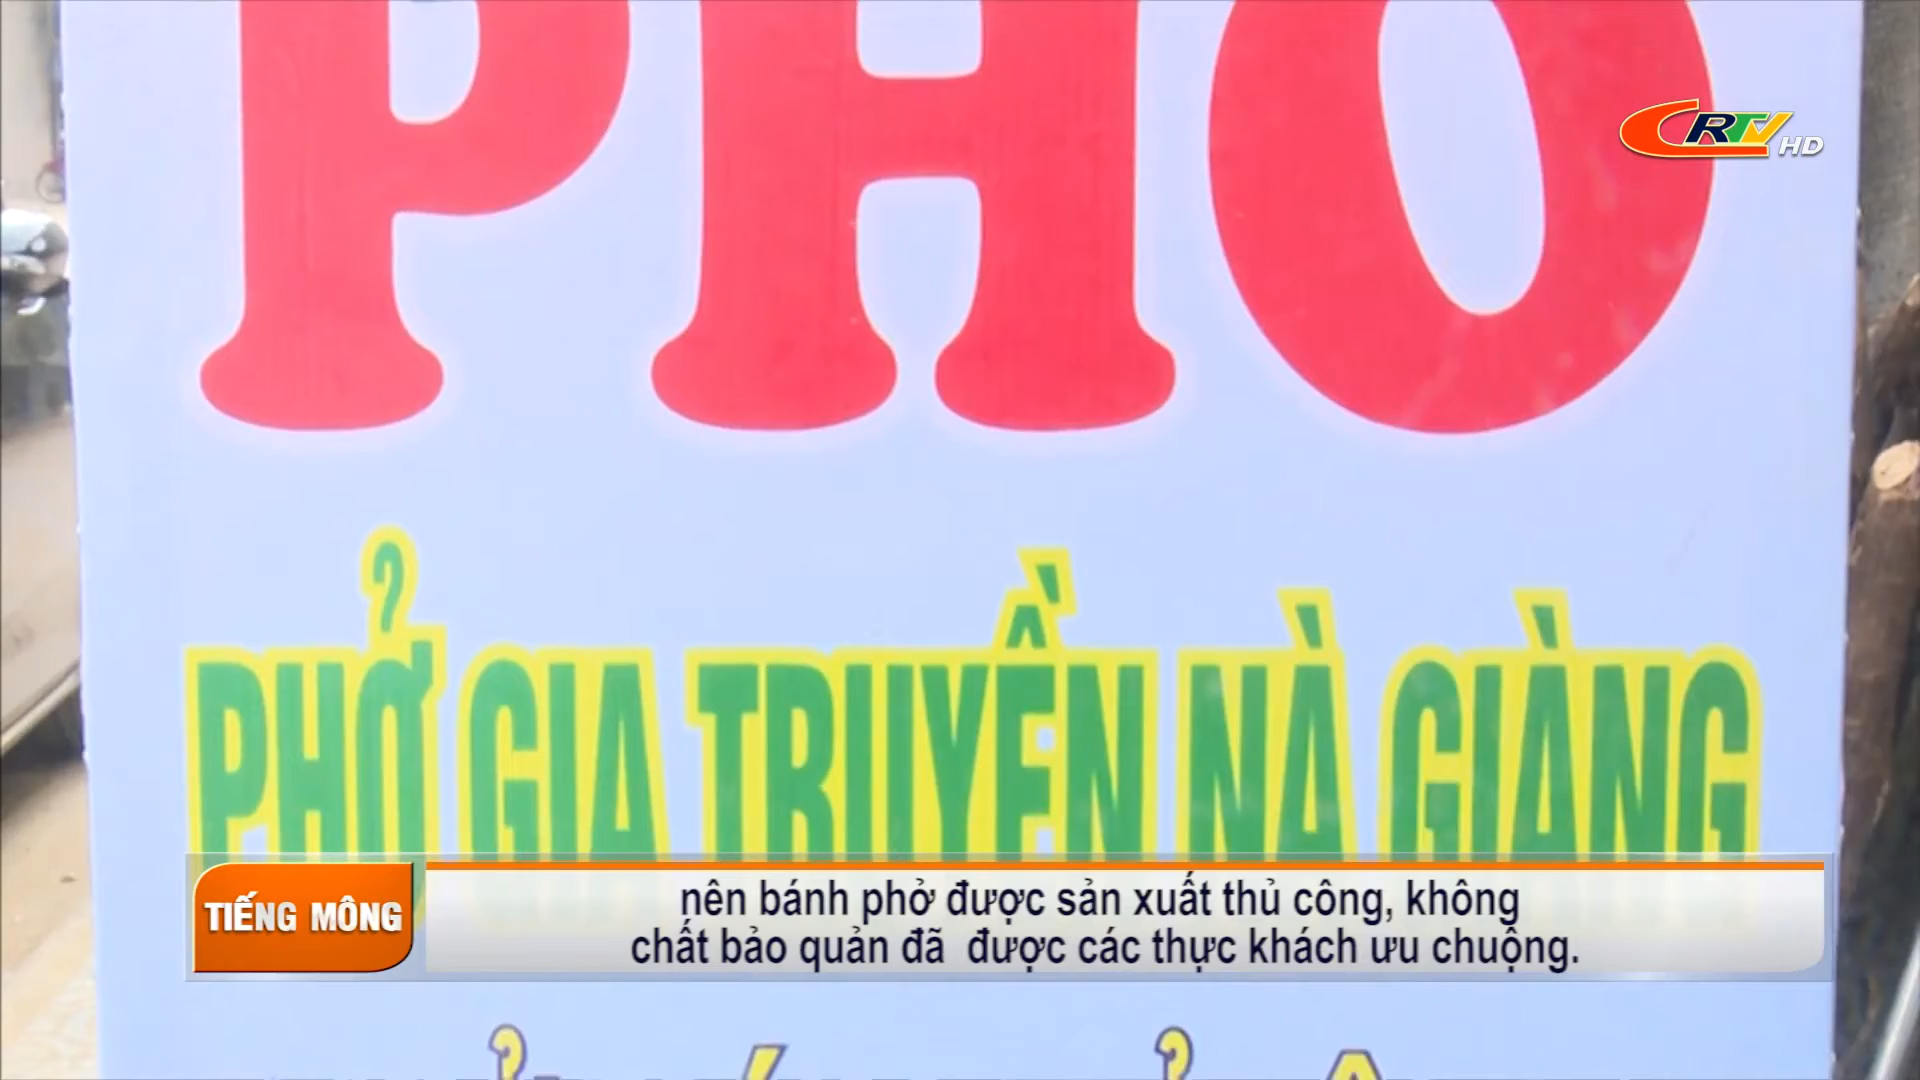 CRTV HD
PHỞ GIA TRUYỀN NÀ GIÀNG
TIẾNG MÔNG
nên bánh phở được sản xuất thủ công, không
chất bảo quản đã được các thực khách ưu chuộng.